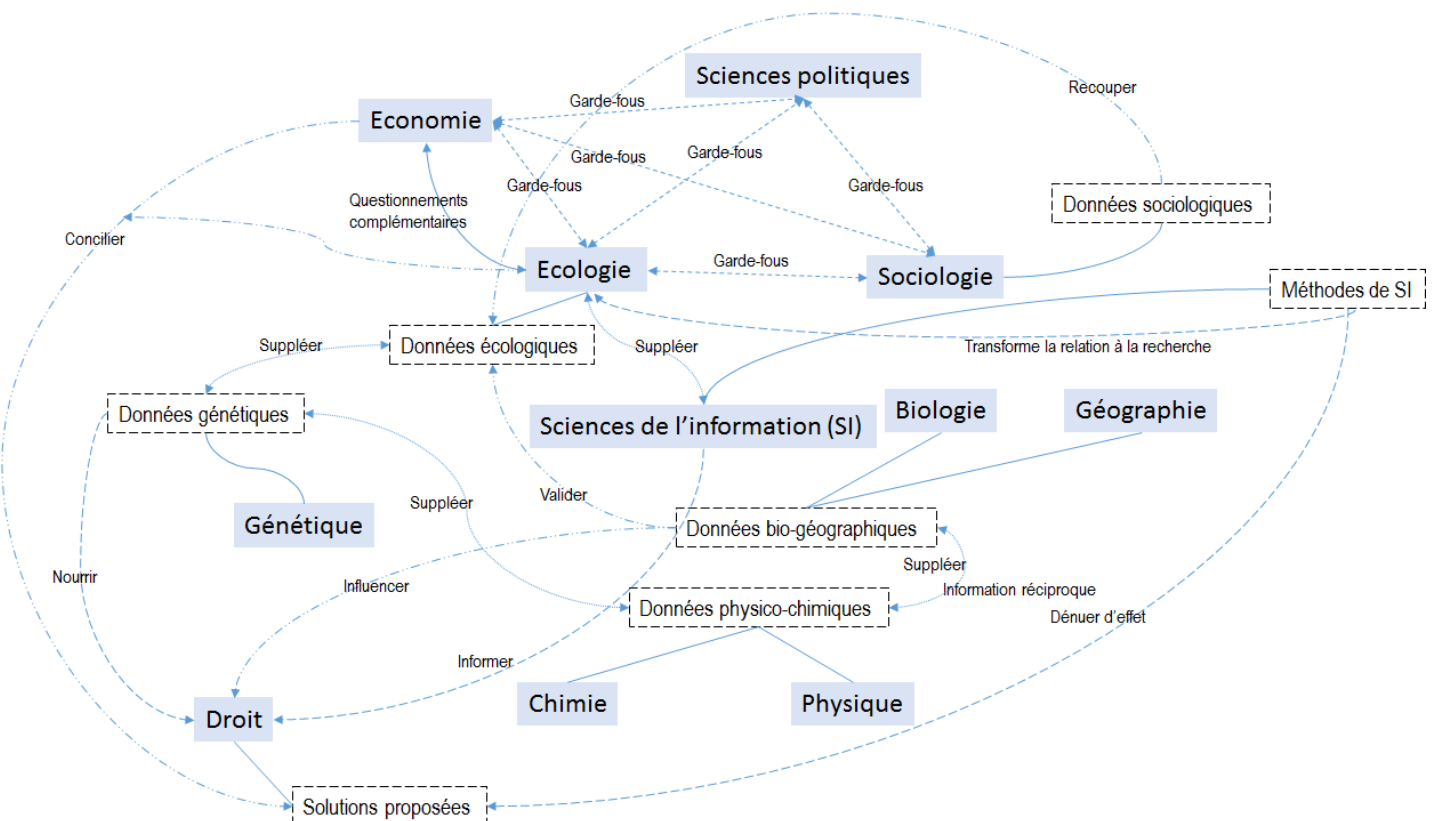 Sciences politiques
Recouper
Garde-fous
Economie
Garde-fous
Garde-fous
Garde-fous
Garde-fous
Questionnements
complémentaires
Données sociologiques
Concilier
Ecologie
Garde-fous
Sociologie
Méthodes de SI
Suppléer
Données écologiques
Suppléer
Transforme la relation à la recherche
Données génétiques
Sciences de l'information (SI)
Biologie
Géographie
Suppléer
Valider
Génétique
Données bio-géographiques
Suppléer
Nourrir
Influencer
Information réciproque
Données physico-chimiques
Dénuer d'effet
Informer
Chimie
Physique
Droit
Solutions proposées